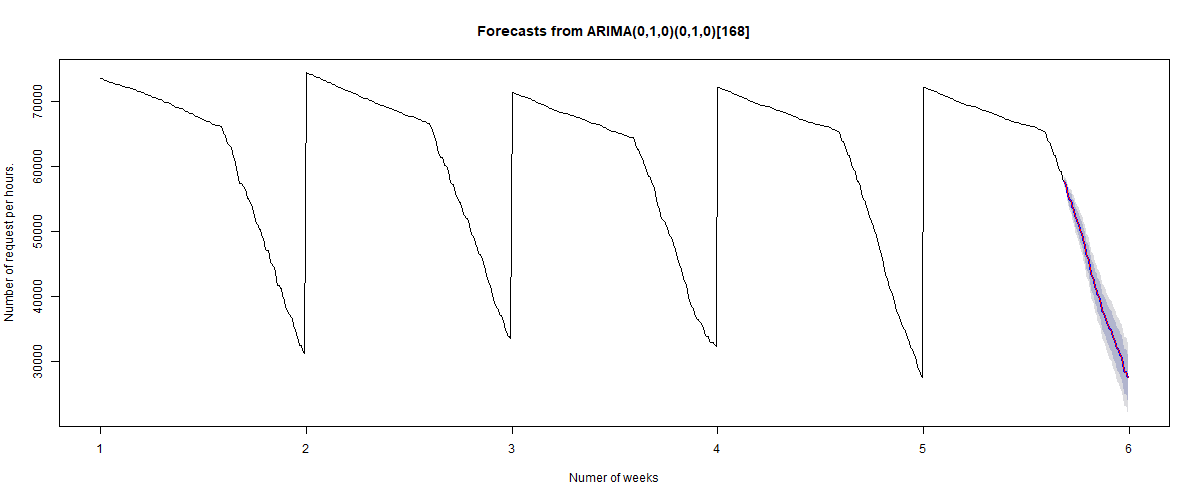 Forecasts from ARIMA(0,1,0)(0,1,0)[168]
Number of request per hours.
70000
60000
50000
40000
30000
1 2 3 4 5 6
Numer of weeks